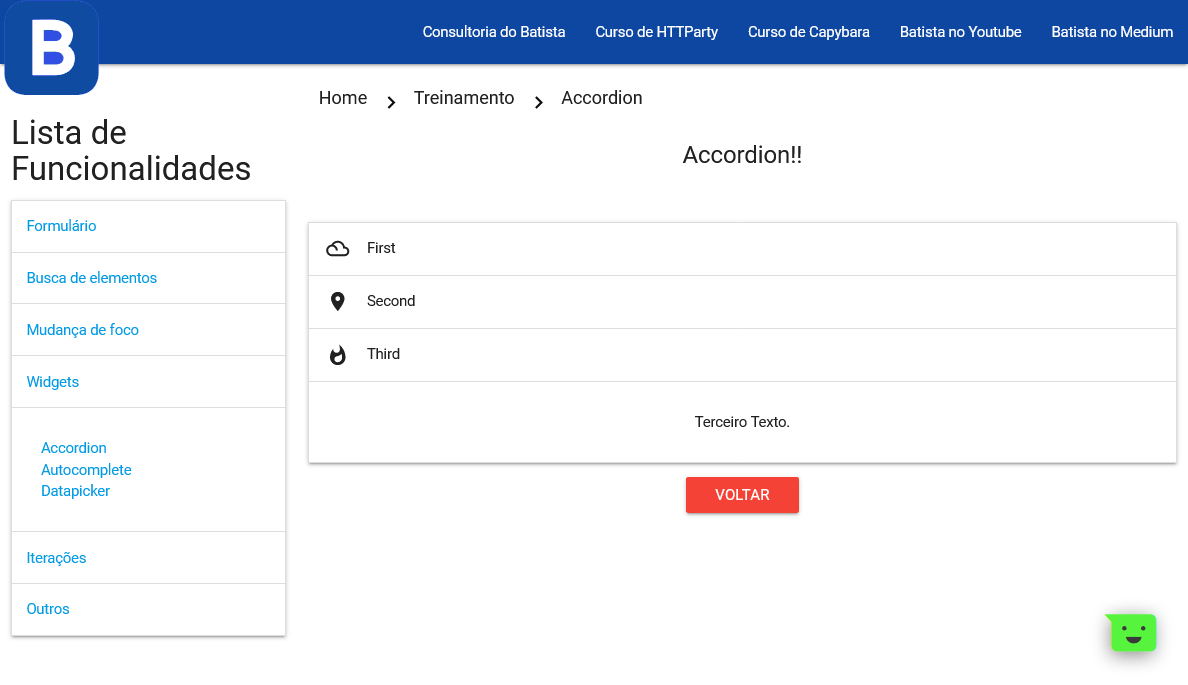 B
Consultoria do Batista
Curso de HTTParty
Curso de Capybara
Batista no Youtube
Batista no Medium
Home
Treinamento
Accordion
Lista de
Funcionalidades
Formulário
Busca de elementos
Mudança de foco
Widgets
Accordion
Autocomplete
Datapicker
Iterações
Outros
Accordion!!
First
Second
Third
Terceiro Texto.
VOLTAR